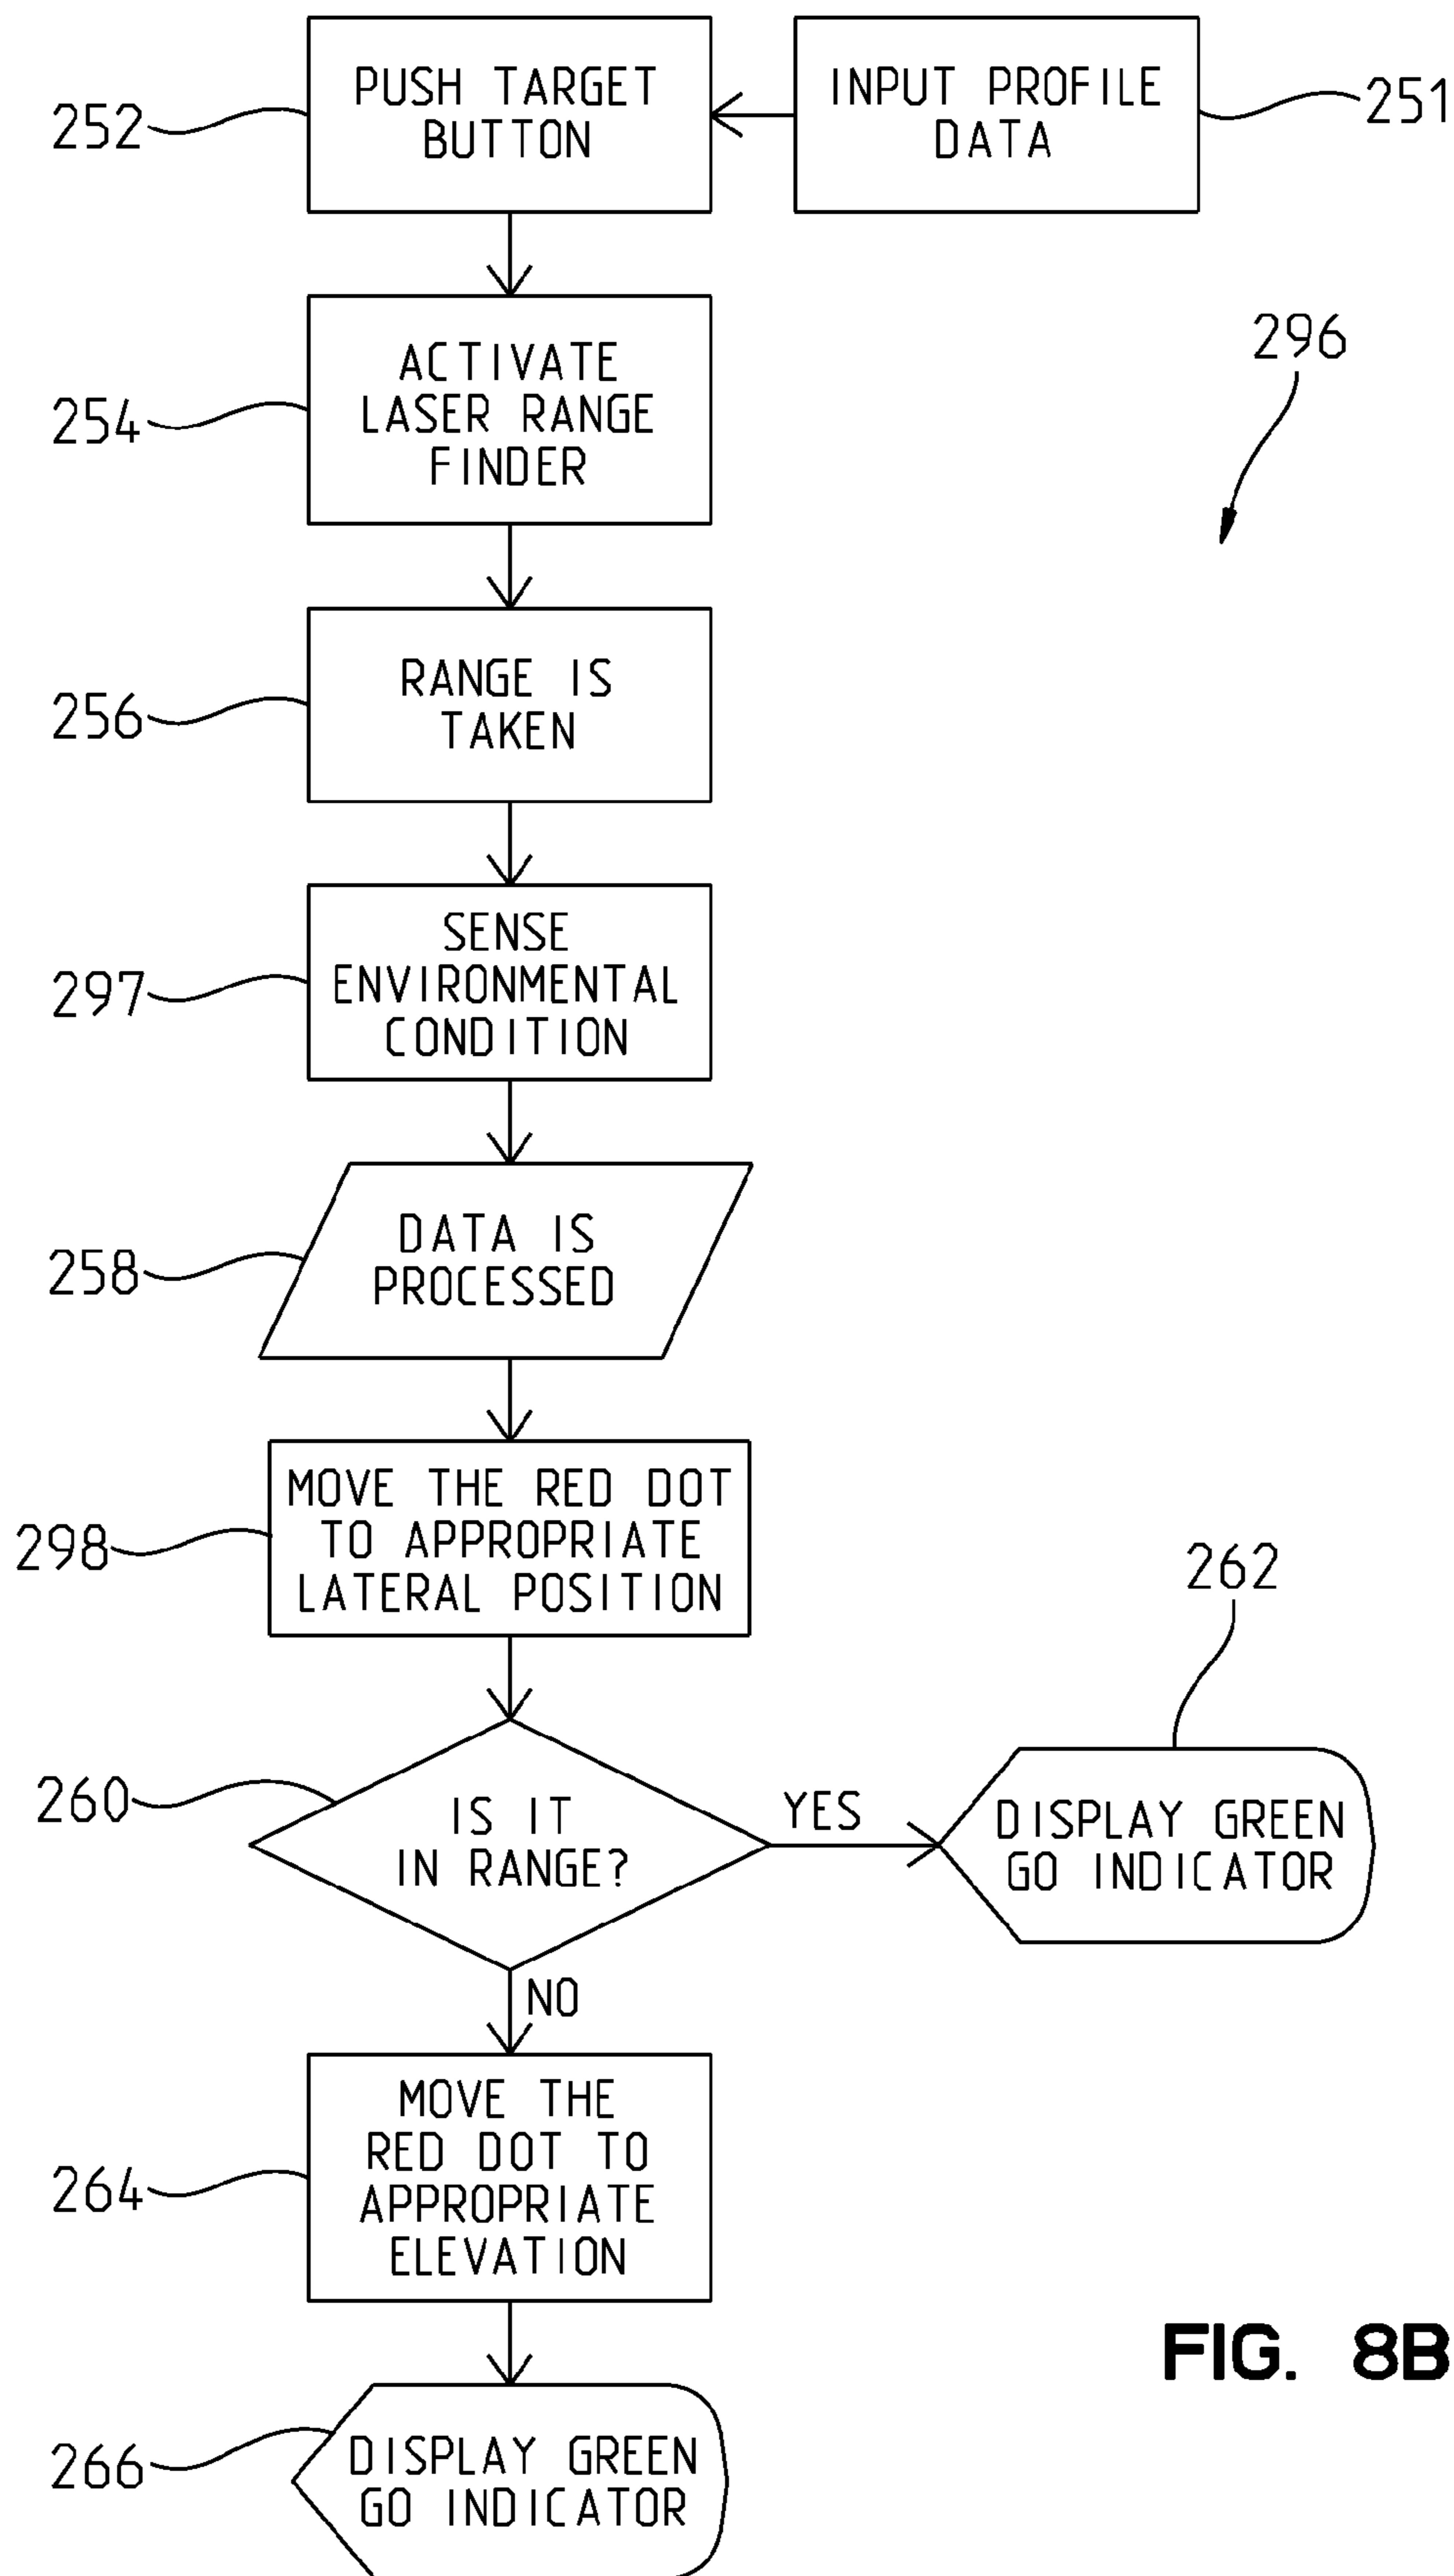 PUSH TARGET
BUTTON
INPUT PROFILE
DATA
252
251
ACTIVATE
LASER RANGE
FINDER
254
296
RANGE IS
TAKEN
256
SENSE
ENVIRONMENTAL
CONDITION
297
DATA IS
PROCESSED
258
MOVE THE RED DOT
TO APPROPRIATE
LATERAL POSITION
298
262
260
IS IT
IN RANGE?
YES
DISPLAY GREEN
GO INDICATOR
NO
MOVE THE
RED DOT TO
APPROPRIATE
ELEVATION
264
FIG. 8B
DISPLAY GREEN
GO INDICATOR
266